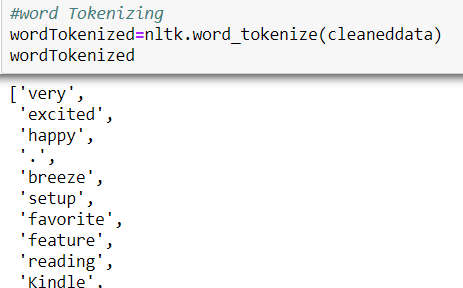 #word Tokenizing
wordTokenized=nltk.word_tokenize(cleaneddata)
wordTokenized
['very',
'excited',
'happy',
'.',
'breeze',
'setup',
'favorite',
'feature',
'reading',
'Kindle',